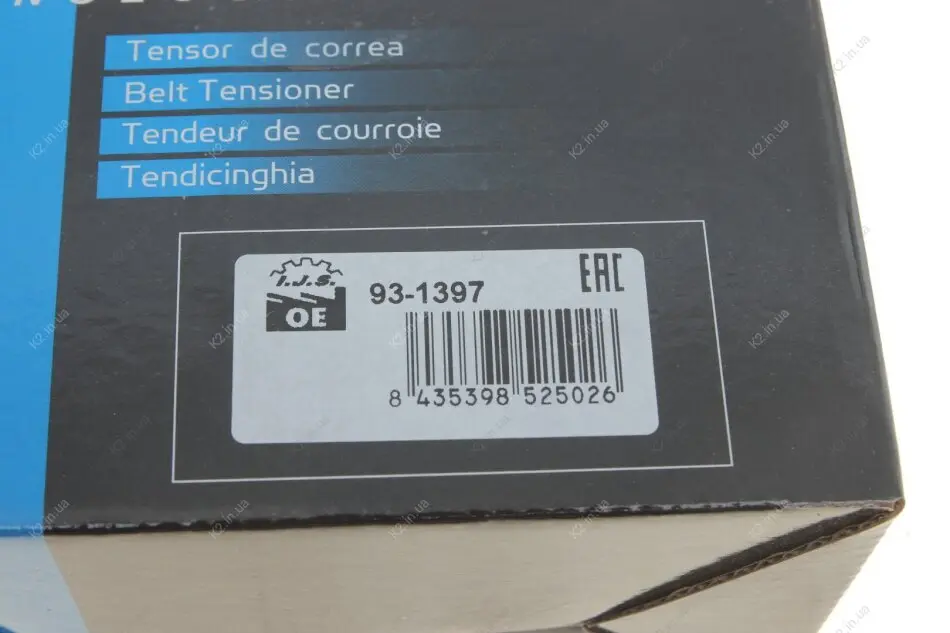 Tensor de correa
Belt Tensioner
Tendeur de courroie
Tendicinghia
I.J.S.
OE
93-1397
EAC
8 435398 525026
K2.in.ua